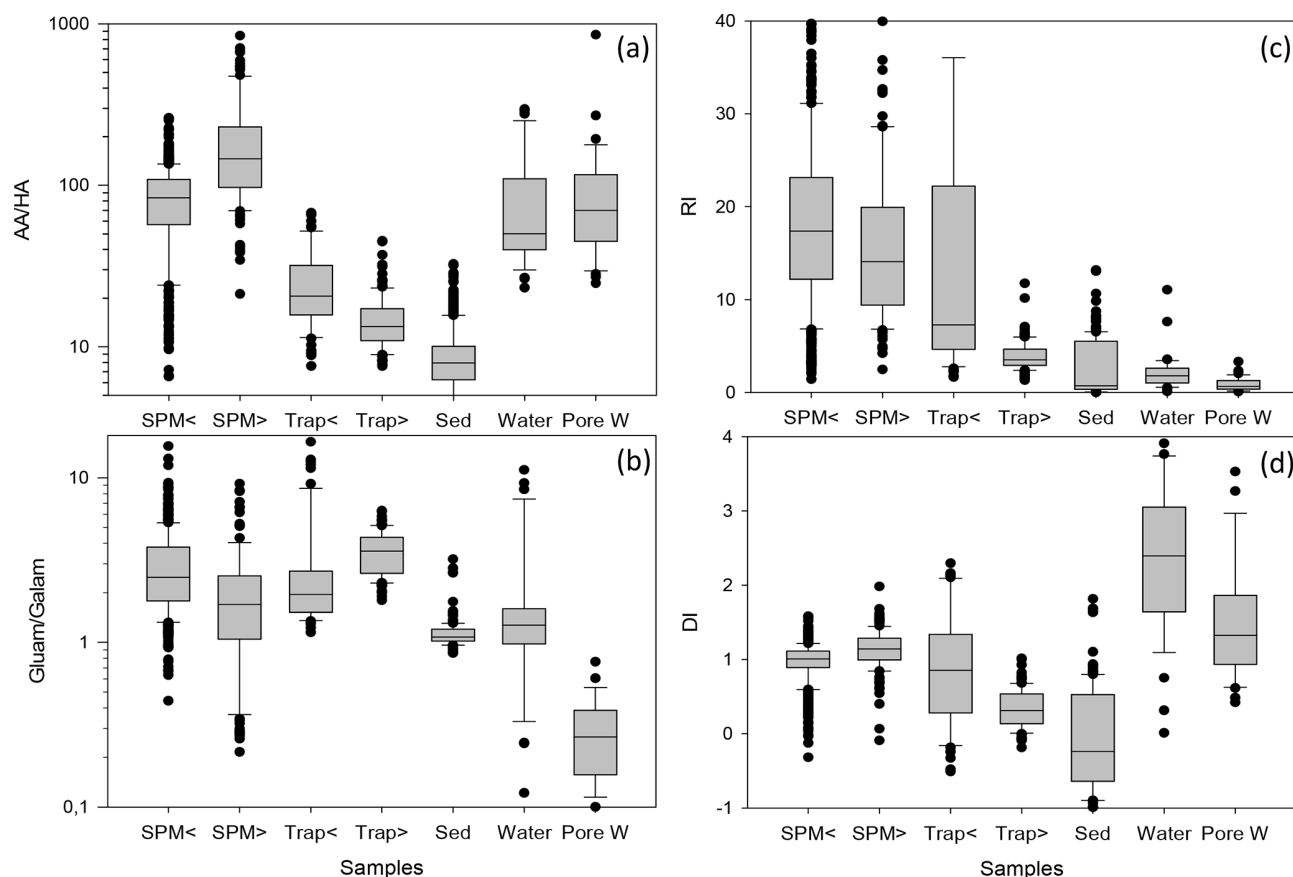 (a)
1000
100
10
AA/HA
SPM< SPM> Trap< Trap> Sed Water Pore W
(b)
10
1
0,1
Gluam/Galam
SPM< SPM> Trap< Trap> Sed Water Pore W
Samples
(c)
40
30
20
10
0
RI
SPM< SPM> Trap< Trap> Sed Water Pore W
(d)
4
3
2
1
0
-1
DI
SPM< SPM> Trap< Trap> Sed Water Pore W
Samples